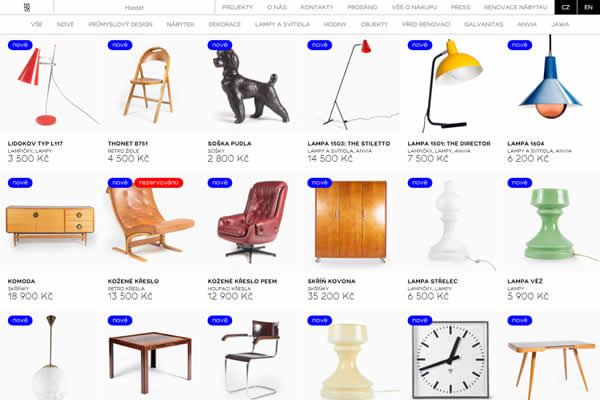 Hledat
PROJEKTY O NÁS KONTAKTY PRODÁNO VŠE O NÁKUPU PRESS RENOVACE NÁBYTKU CZ EN
VŠE NOVÉ PRŮMYSLOVÝ DESIGN NÁBYTEK DEKORACE LAMPY A SVÍTIDLA HODINY OBJEKTY PŘED RENOVACÍ GALVANITAS ANVIA JAWA
nové nové nové nové nové nové
LIDOKOV TYP L117 THONET B751 SOŠKA PUDLA LAMPA 1503: THE STILETTO LAMPA 1501: THE DIRECTOR LAMPA 1604
LAMPIČKY, LAMPY RETRO ŽIDLE SOŠKY LAMPY A SVÍTIDLA, ANVIA LAMPIČKY, LAMPY, ANVIA LAMPY A SVÍTIDLA, ANVIA
3 500 Kč 4 500 Kč 2 800 Kč 14 500 Kč 7 500 Kč 6 200 Kč
nové nové rezervováno nové nové nové nové
KOMODA KOŽENÉ KŘESLO KOŽENÉ KŘESLO PEEM SKŘÍŇ KOVONA LAMPA STŘELEC LAMPA VĚŽ
SKŘÍŇKY RETRO KŘESLA HOUPACÍ KŘESLA SKŘÍŇKY LAMPIČKY, LAMPY LAMPY
18 900 Kč 13 500 Kč 12 900 Kč 35 200 Kč 6 500 Kč 5 900 Kč
nové nové nové nové nové nové